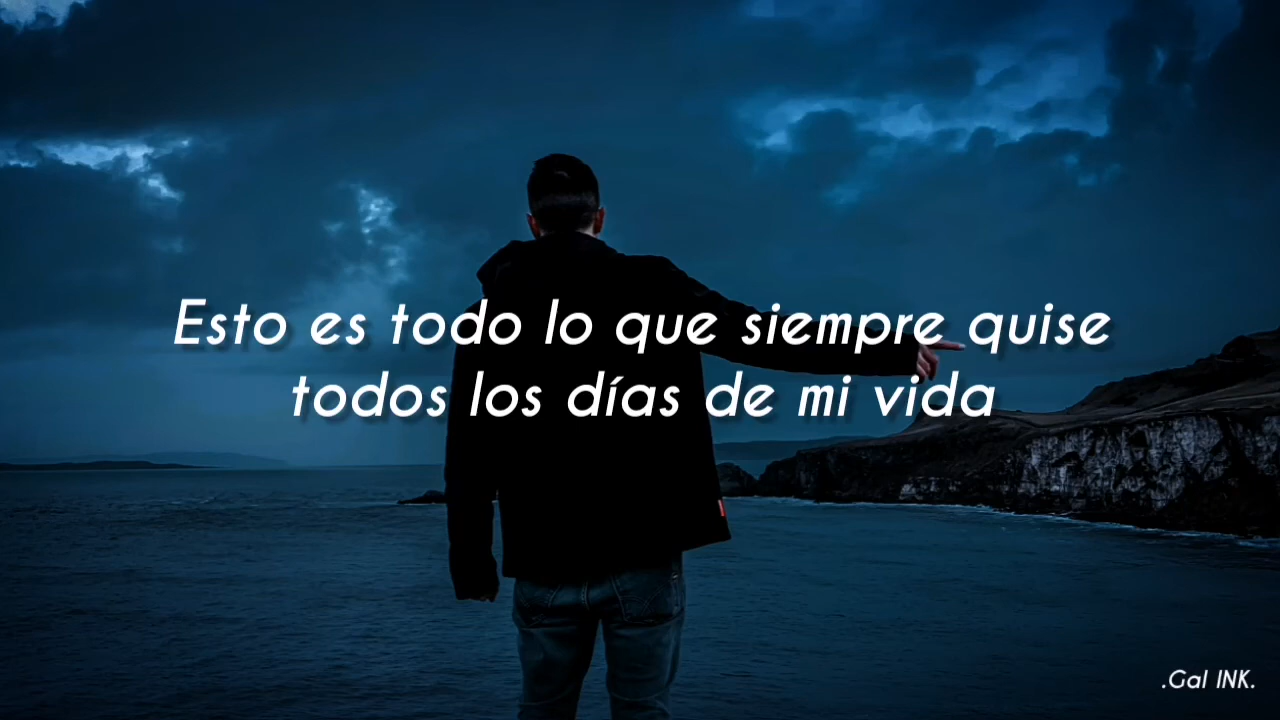 Esto es todo lo que siempre quise
todos los días de mi vida
.Gal INK.